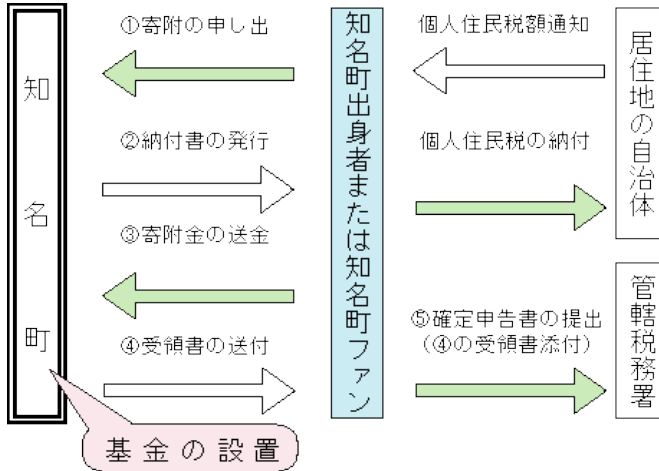 知名町
①寄附の申し出
②納付書の発行
③寄附金の送金
④受領書の送付
基金の設置
知名町出身者または知名町ファン
個人住民税額通知
個人住民税の納付
⑤確定申告書の提出
（④の受領書添付）
居住地の自治体
管轄税務署